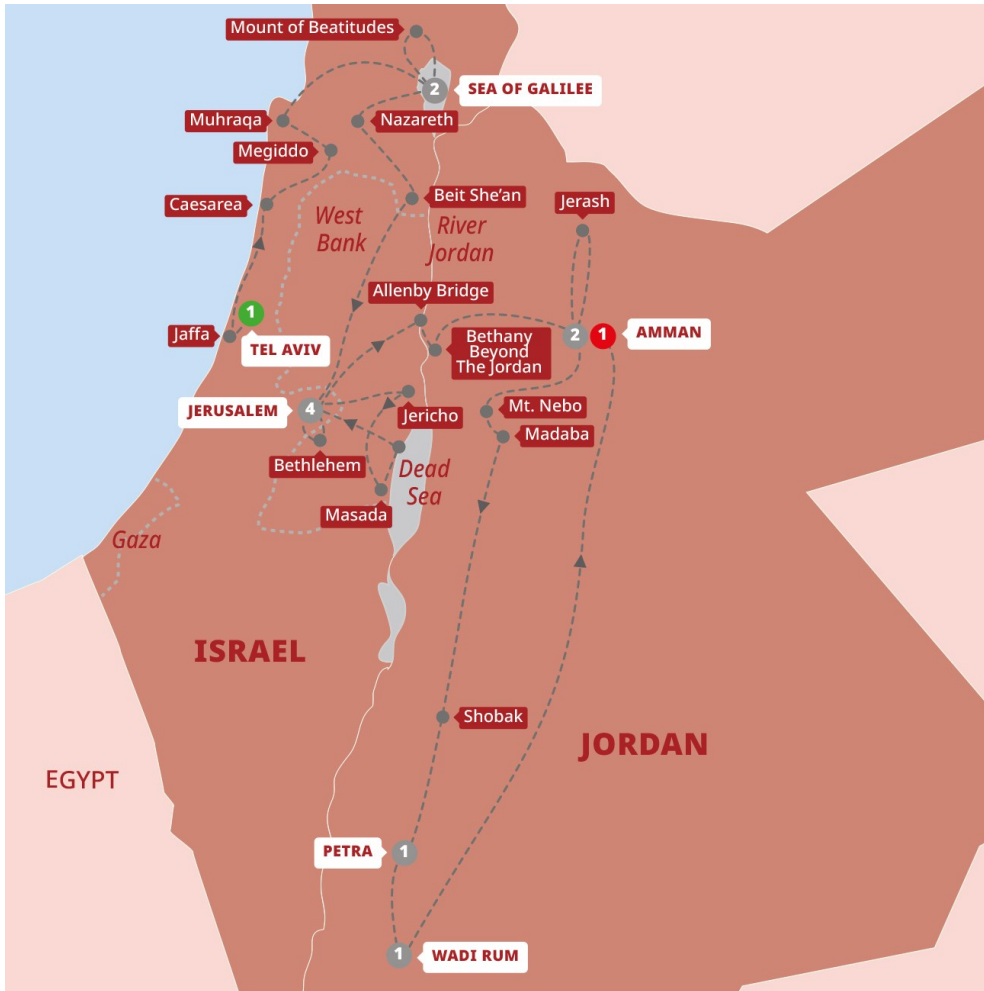 Mount of Beatitudes
2
SEA OF GALILEE
Muhraqa
Nazareth
Megiddo
Caesarea
Beit She’an
Jerash
West
Bank
River
Jordan
Allenby Bridge
1
TEL AVIV
Jaffa
Bethany
Beyond
The Jordan
2
1
AMMAN
JERUSALEM
4
Jericho
Mt. Nebo
Madaba
Bethlehem
Dead
Sea
Masada
Gaza
ISRAEL
Shobak
JORDAN
EGYPT
PETRA
1
1
WADI RUM